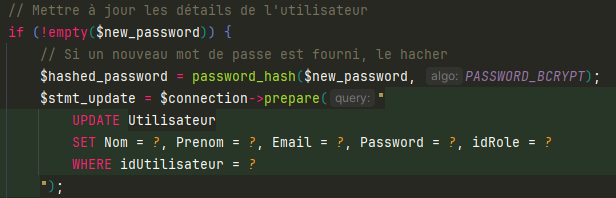 // Mettre à jour les détails de l'utilisateur
if (!empty($new_password)) {
// Si un nouveau mot de passe est fourni, le hacher
$hashed_password = password_hash($new_password, algo: PASSWORD_BCRYPT);
$stmt_update = $connection->prepare( query: "
UPDATE Utilisateur
SET Nom = ?, Prenom = ?, Email = ?, Password = ?, idRole = ?
WHERE idUtilisateur = ?
");